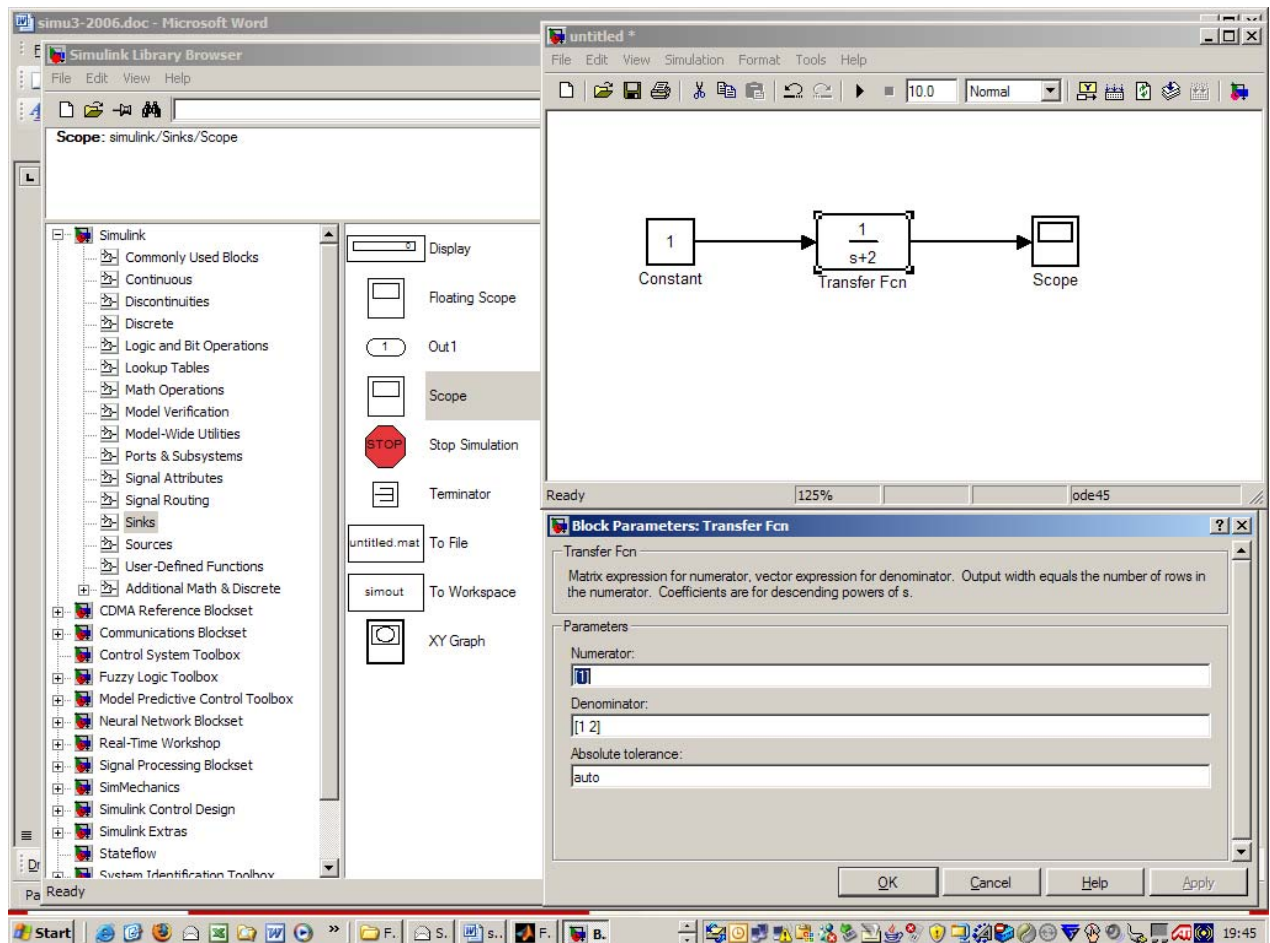 simu3-2006.doc - Microsoft Word
Simulink Library Browser
File Edit View Help
Scope: simulink/Sinks/Scope
Simulink
Commonly Used Blocks
Continuous
Discontinuities
Discrete
Logic and Bit Operations
Lookup Tables
Math Operations
Model Verification
Model-Wide Utilities
Ports & Subsystems
Signal Attributes
Signal Routing
Sinks
Sources
User-Defined Functions
Additional Math & Discrete
CDMA Reference Blockset
Communications Blockset
Control System Toolbox
Fuzzy Logic Toolbox
Model Predictive Control Toolbox
Neural Network Blockset
Real-Time Workshop
Signal Processing Blockset
SimMechanics
Simulink Control Design
Simulink Extras
Stateflow
System Identification Toolbox
Display
Floating Scope
1 Out1
Scope
STOP Stop Simulation
Terminator
untitled.mat To File
simout To Workspace
XY Graph
Ready
untitled *
File Edit View Simulation Format Tools Help
10.0 Normal
1
Constant
1
s+2
Transfer Fcn
Scope
Ready 125% ode45
Block Parameters: Transfer Fcn
Transfer Fcn
Matrix expression for numerator, vector expression for denominator. Output width equals the number of rows in
the numerator. Coefficients are for descending powers of s.
Parameters
Numerator:
[1]
Denominator:
[1 2]
Absolute tolerance:
auto
OK Cancel Help Apply
Dr
Pa
Start » F. S. s.. F. B. 19:45